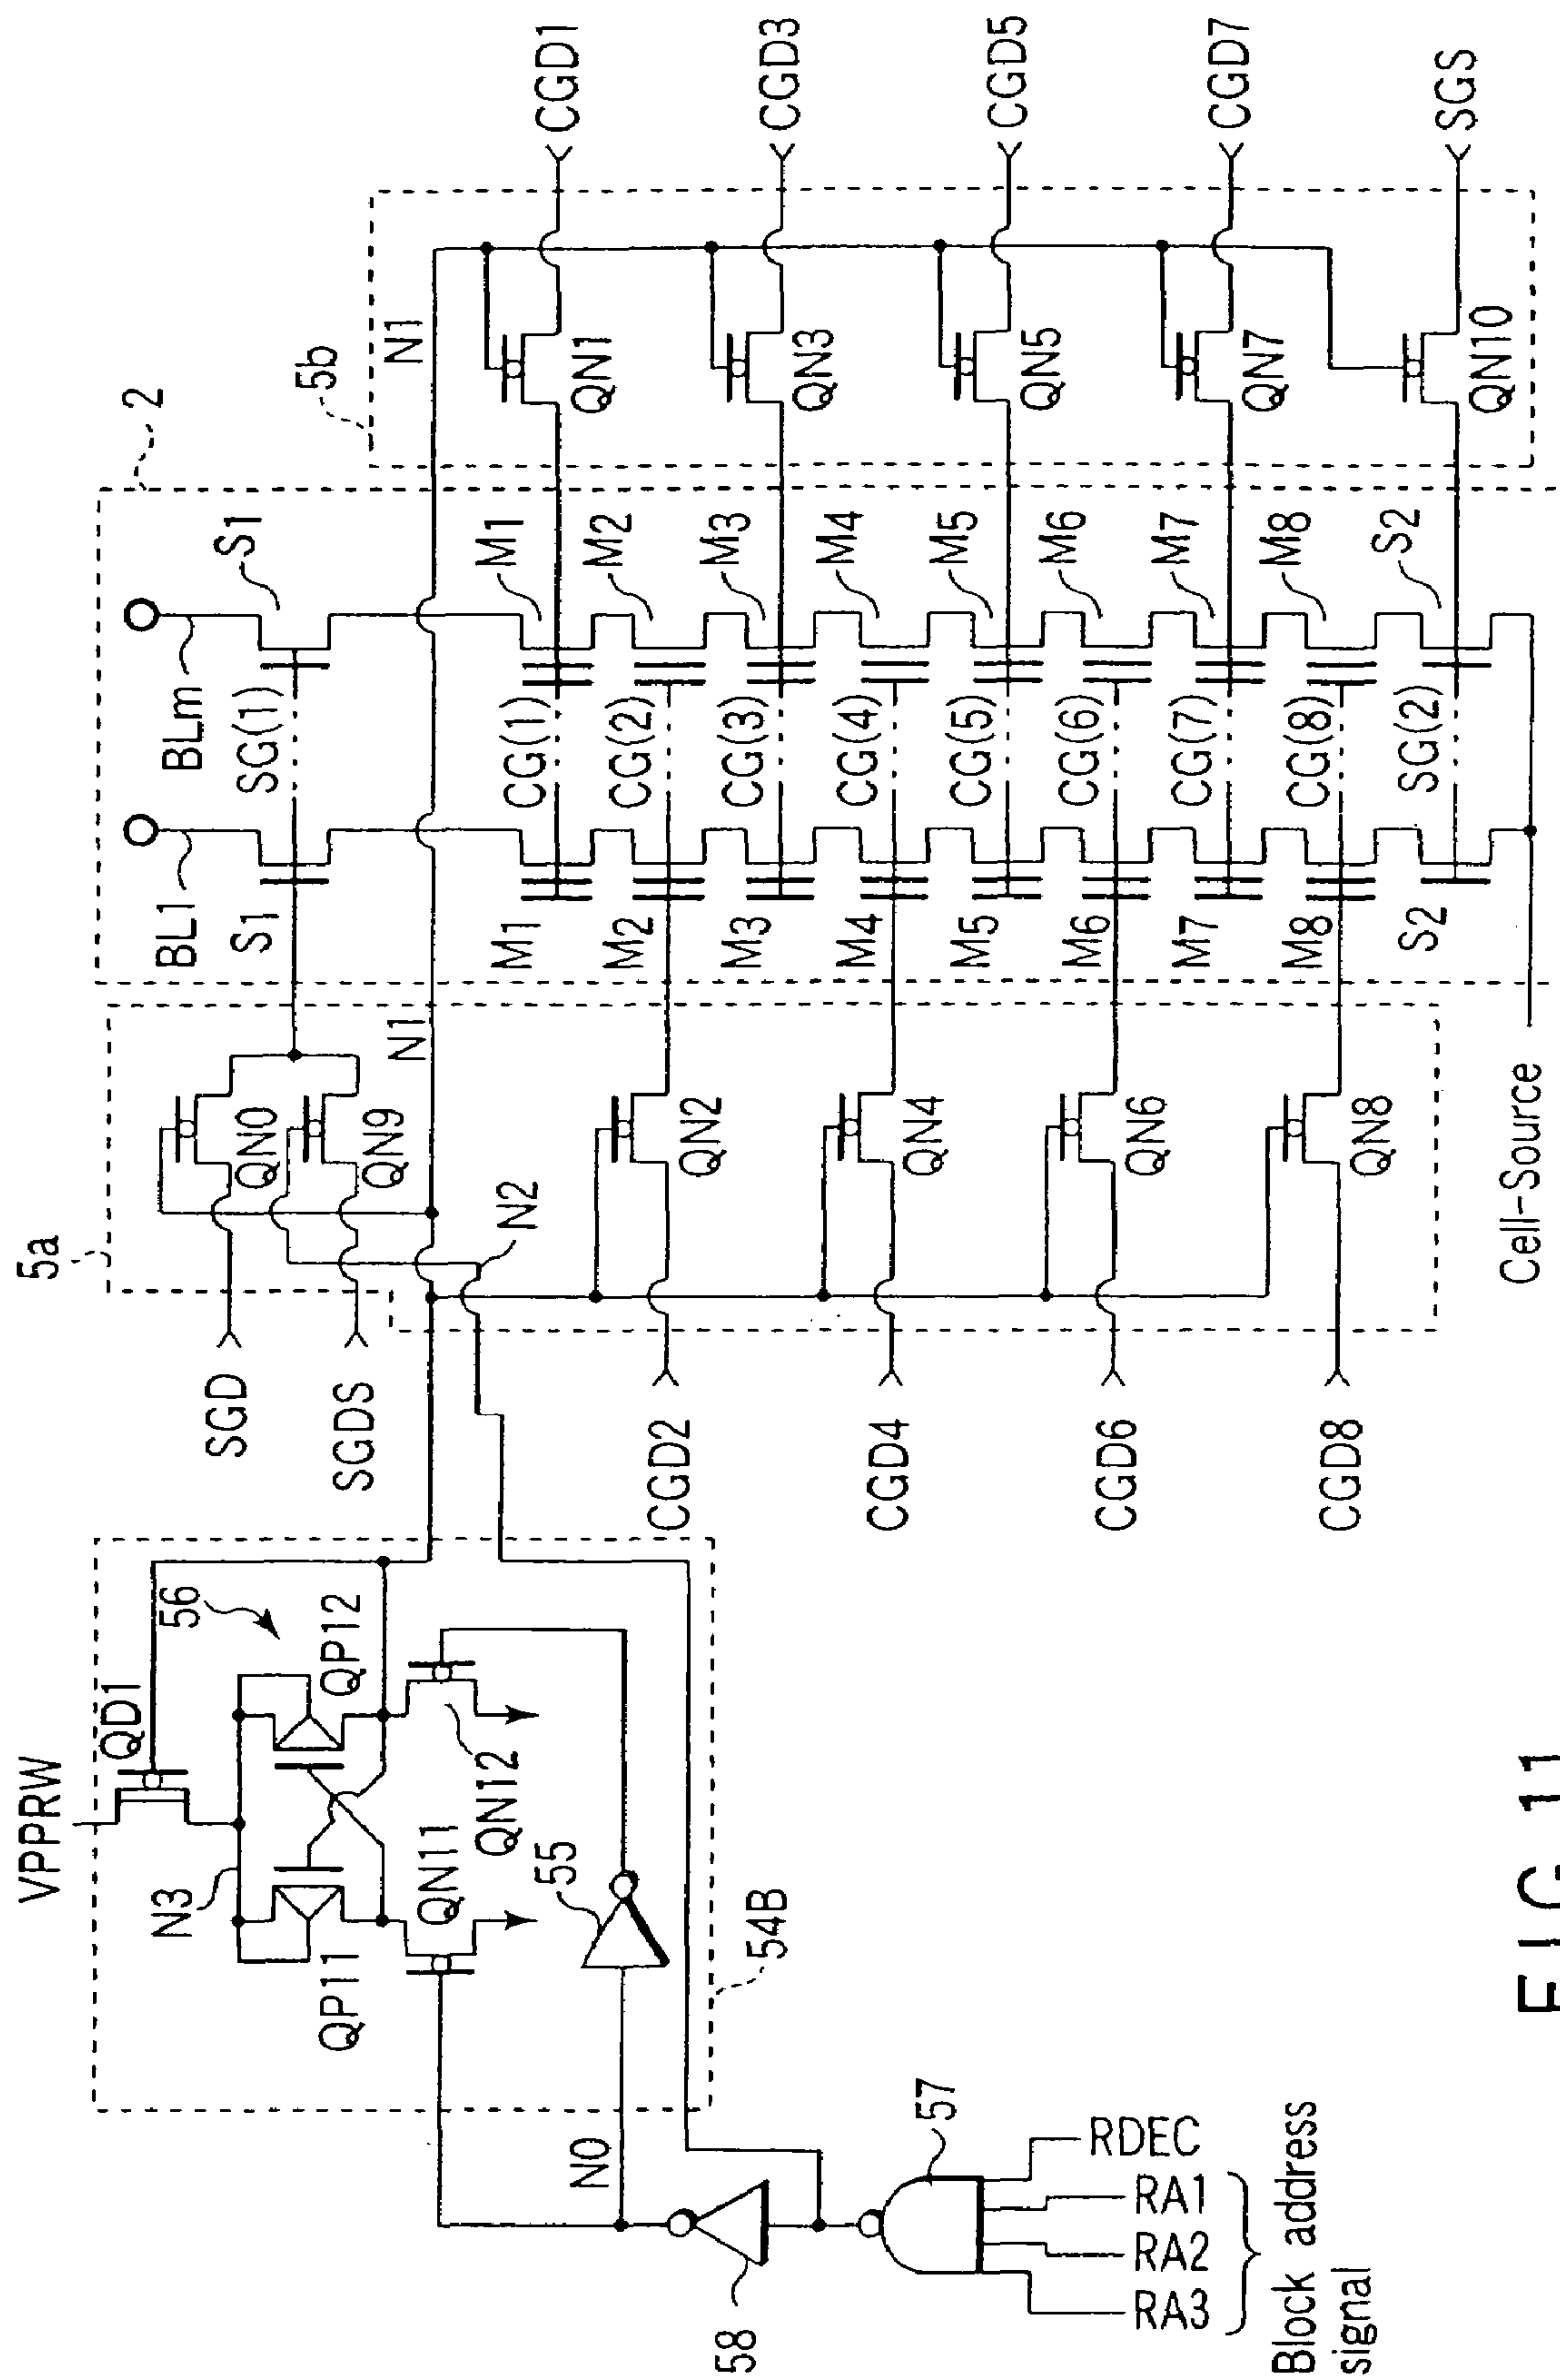 VPPRW
QD1
56
N3
QP11
QP12
QN11
QN12
55
54B
N0
58
57
RDEC
RA1
RA2
RA3
Block address
signal
SGD
SGDS
CGD2
CGD4
CGD6
CGD8
5a
QN0
QN9
N1
N2
QN2
QN4
QN6
QN8
Cell-Source
2
BL1
BLm
S1
SG(1)
S1
M1
CG(1)
M1
M2
CG(2)
M2
M3
CG(3)
M3
M4
CG(4)
M4
M5
CG(5)
M5
M6
CG(6)
M6
M7
CG(7)
M7
M8
CG(8)
M8
S2
SG(2)
S2
5b
N1
QN1
QN3
QN5
QN7
QN10
CGD1
CGD3
CGD5
CGD7
SGS
FIG. 11